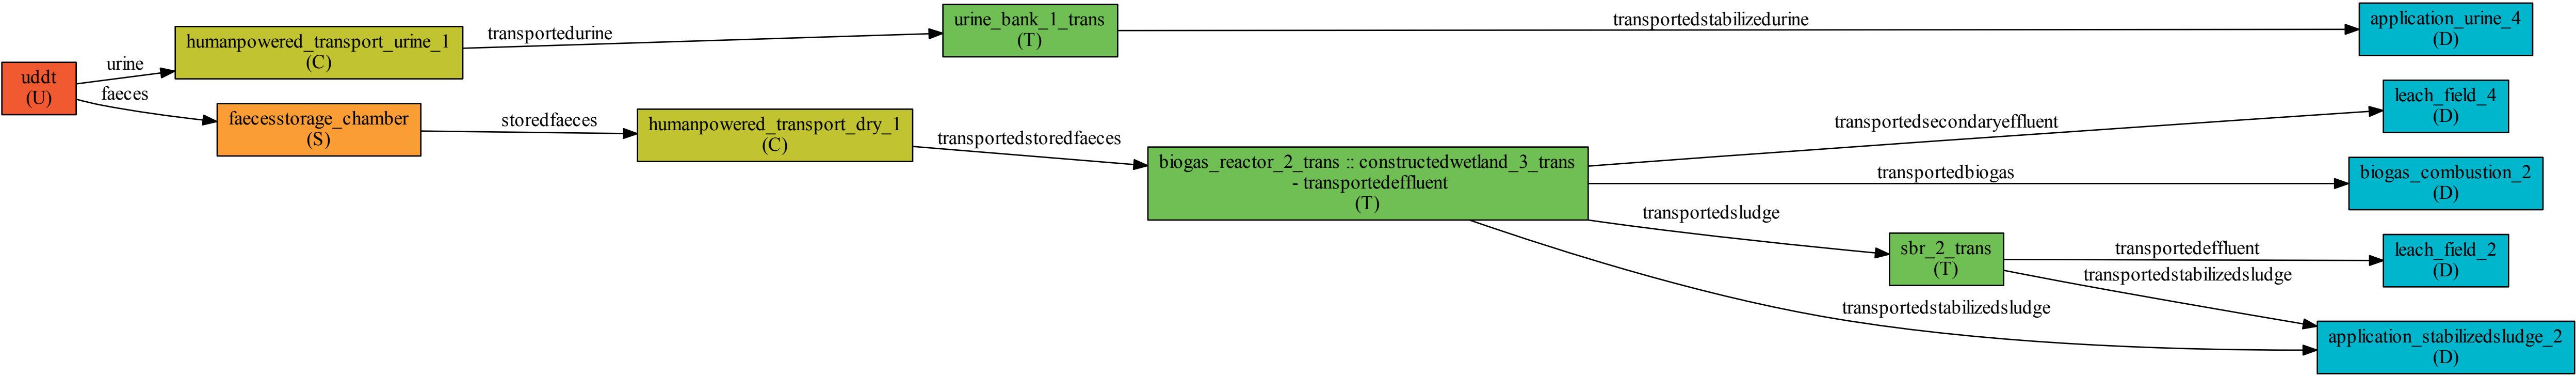 uddt
(U)
urine
faeces
humanpowered_transport_urine_1
(C)
transportedurine
urine_bank_1_trans
(T)
transportedstabilizedurine
application_urine_4
(D)
faecesstorage_chamber
(S)
storedfaeces
humanpowered_transport_dry_1
(C)
transportedstoredfaeces
biogas_reactor_2_trans :: constructedwetland_3_trans
- transportedeffluent
(T)
transportedsecondaryeffluent
leach_field_4
(D)
transportedbiogas
biogas_combustion_2
(D)
transportedsludge
sbr_2_trans
(T)
transportedeffluent
leach_field_2
(D)
transportedstabilizedsludge
transportedstabilizedsludge
application_stabilizedsludge_2
(D)